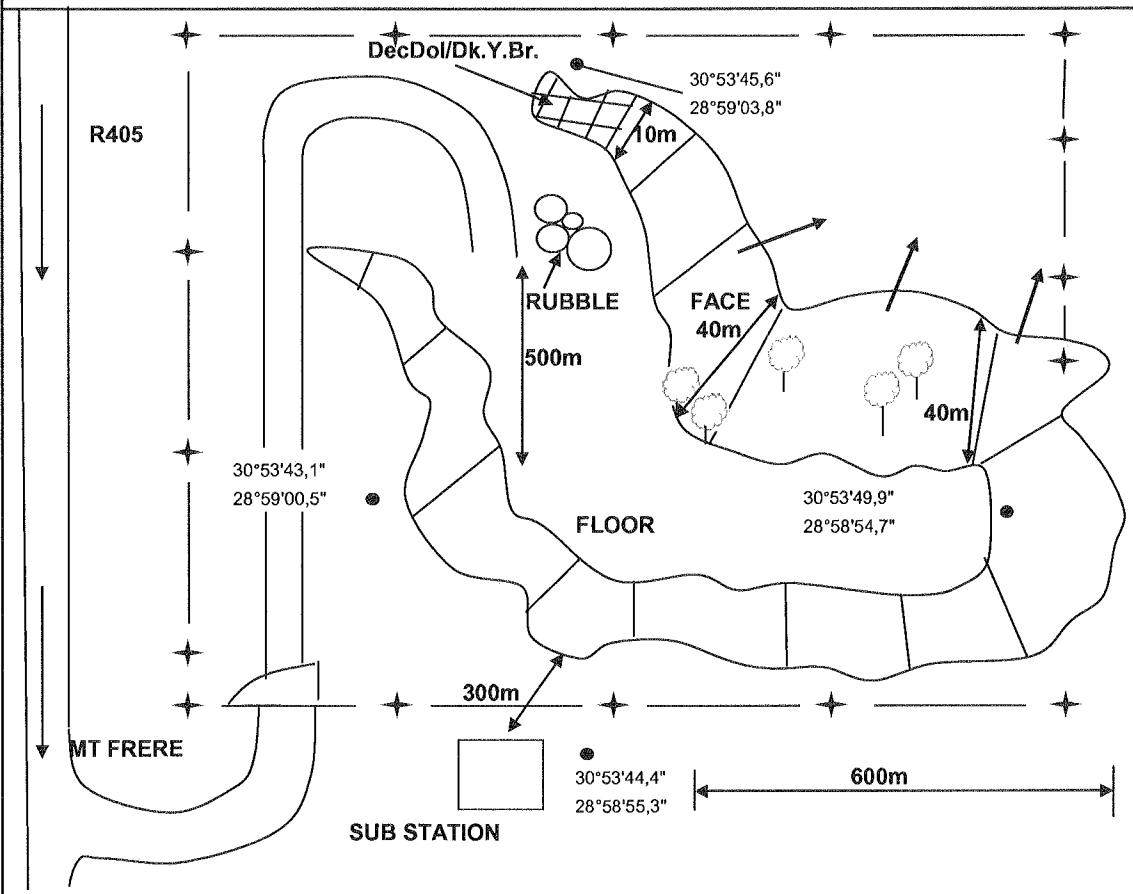 DecDol/Dk.Y.Br.
30°53'45,6"
28°59'03,8"
R405
10m
RUBBLE
FACE
40m
500m
40m
30°53'43,1"
28°59'00,5"
30°53'49,9"
28°58'54,7"
FLOOR
300m
MT FRERE
30°53'44,4"
28°58'55,3"
600m
SUB STATION